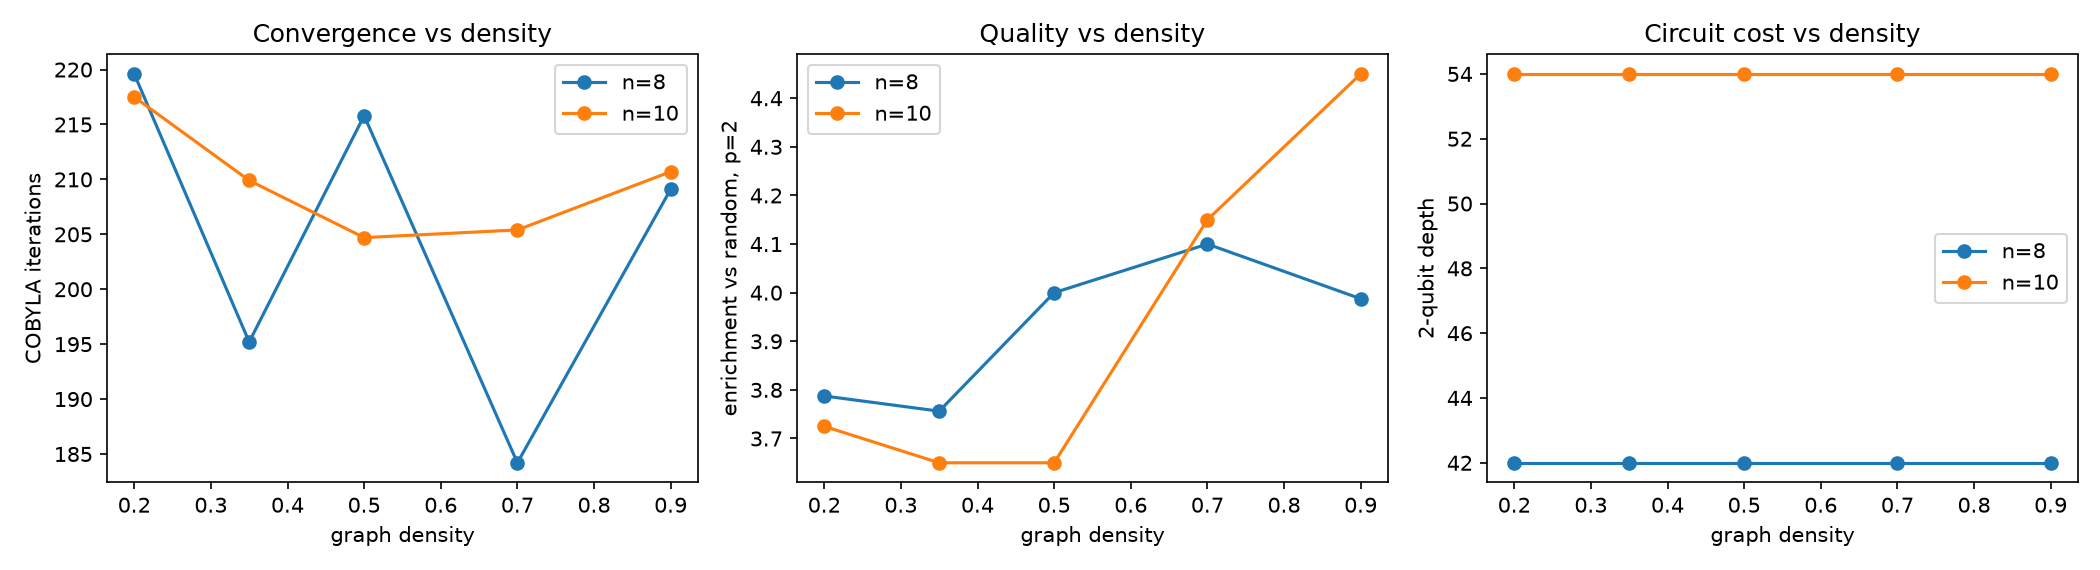 Convergence vs density
COBYLA iterations
220
215
210
205
200
195
190
185
n=8
n=10
0.2 0.3 0.4 0.5 0.6 0.7 0.8 0.9
graph density
Quality vs density
enrichment vs random, p=2
4.4
4.3
4.2
4.1
4.0
3.9
3.8
3.7
n=8
n=10
0.2 0.3 0.4 0.5 0.6 0.7 0.8 0.9
graph density
Circuit cost vs density
2-qubit depth
54
52
50
48
46
44
42
n=8
n=10
0.2 0.3 0.4 0.5 0.6 0.7 0.8 0.9
graph density